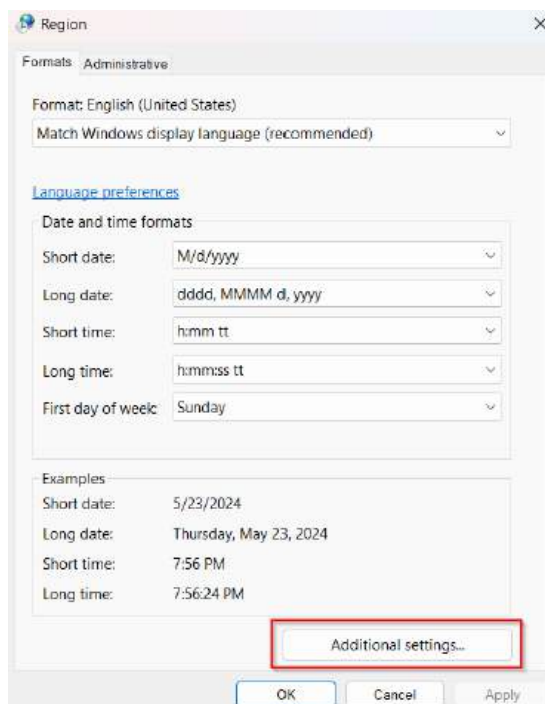 Region
Formats Administrative
Format: English (United States)
Match Windows display language (recommended)
Language preferences
Date and time formats
Short date: M/d/yyyy
Long date: dddd, MMMM d, yyyy
Short time: h:mm tt
Long time: h:mm:ss tt
First day of week: Sunday
Examples
Short date: 5/23/2024
Long date: Thursday, May 23, 2024
Short time: 7:56 PM
Long time: 7:56:24 PM
Additional settings...
OK Cancel Apply